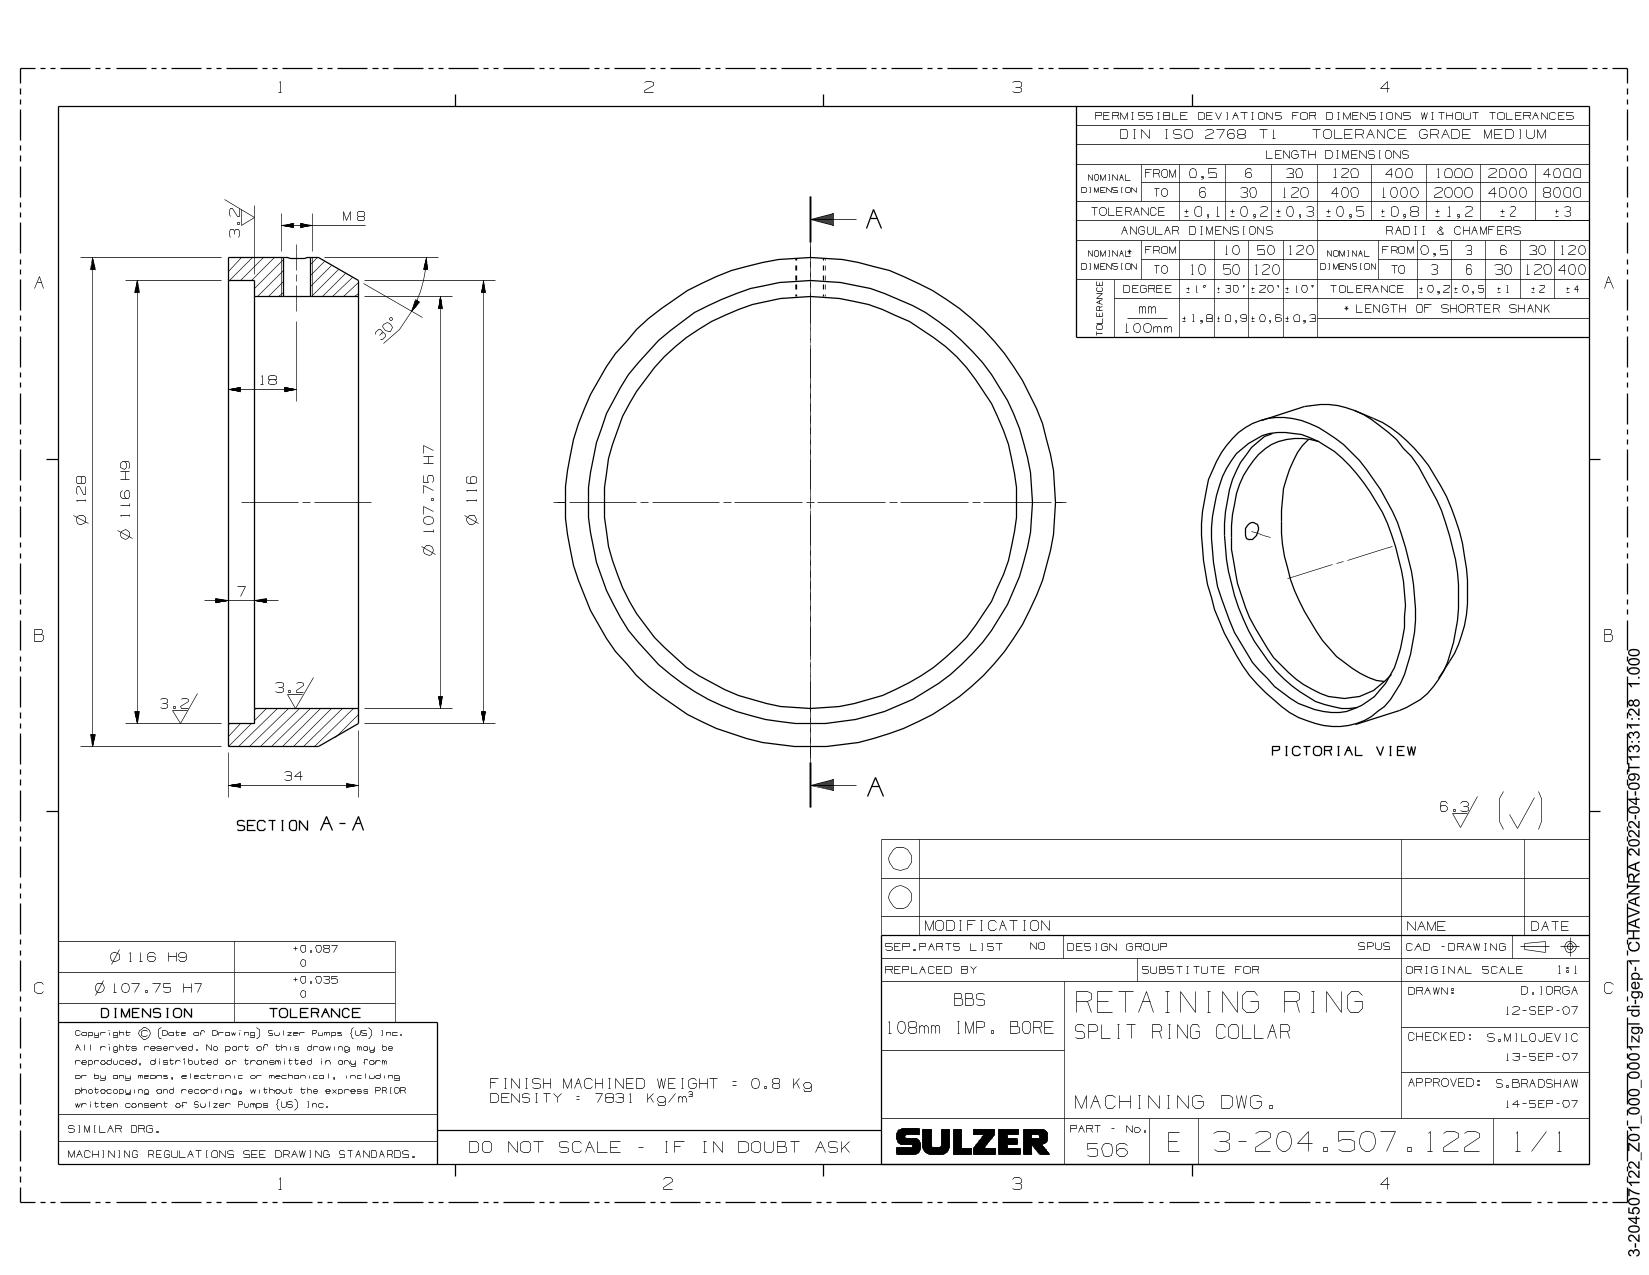 1 2 3 4
A
B
C
A
B
C
PERMISSIBLE DEVIATIONS FOR DIMENSIONS WITHOUT TOLERANCES
DIN ISO 2768 T1 TOLERANCE GRADE MEDIUM
LENGTH DIMENSIONS
NOMINAL DIMENSION FROM 0,5 6 30 120 400 1000 2000 4000
TO 6 30 120 400 1000 2000 4000 8000
TOLERANCE ±0,1 ±0,2 ±0,3 ±0,5 ±0,8 ±1,2 ±2 ±3
ANGULAR DIMENSIONS RADII & CHAMFERS
NOMINAL* DIMENSION FROM 10 50 120 NOMINAL DIMENSION FROM 0,5 3 6 30 120
TO 10 50 120 TO 3 6 30 120 400
TOLERANCE DEGREE ±1° ±30' ±20' ±10' TOLERANCE ±0,2 ±0,5 ±1 ±2 ±4
mm
100mm ±1,8 ±0,9 ±0,6 ±0,3 * LENGTH OF SHORTER SHANK
3.2
M8
30°
18
Ø 128
Ø 116 H9
Ø 107.75 H7
Ø 116
7
3.2
3.2
34
SECTION A-A
A
A
PICTORIAL VIEW
6.3 (✓)
MODIFICATION NAME DATE
SEP.PARTS LIST NO DESIGN GROUP SPUS CAD -DRAWING
REPLACED BY SUBSTITUTE FOR ORIGINAL SCALE 1:1
BBS
108mm IMP. BORE
RETAINING RING
SPLIT RING COLLAR
MACHINING DWG.
DRAWN: D.IORGA
12-SEP-07
CHECKED: S.MILOJEVIC
13-SEP-07
APPROVED: S.BRADSHAW
14-SEP-07
SULZER PART - No. 506 E 3-204.507.122 1/1
Ø 116 H9 +0.087
0
Ø 107.75 H7 +0.035
0
DIMENSION TOLERANCE
Copyright © (Date of Drawing) Sulzer Pumps (US) Inc.
All rights reserved. No part of this drawing may be
reproduced, distributed or transmitted in any form
or by any means, electronic or mechanical, including
photocopying and recording, without the express PRIOR
written consent of Sulzer Pumps (US) Inc.
SIMILAR DRG.
MACHINING REGULATIONS SEE DRAWING STANDARDS.
FINISH MACHINED WEIGHT = 0.8 Kg
DENSITY = 7831 Kg/m³
DO NOT SCALE - IF IN DOUBT ASK
1 2 3 4
3-204507122_Z01_000_0001zgl di-gep-1 CHAVANRA 2022-04-09T13:31:28 1.000